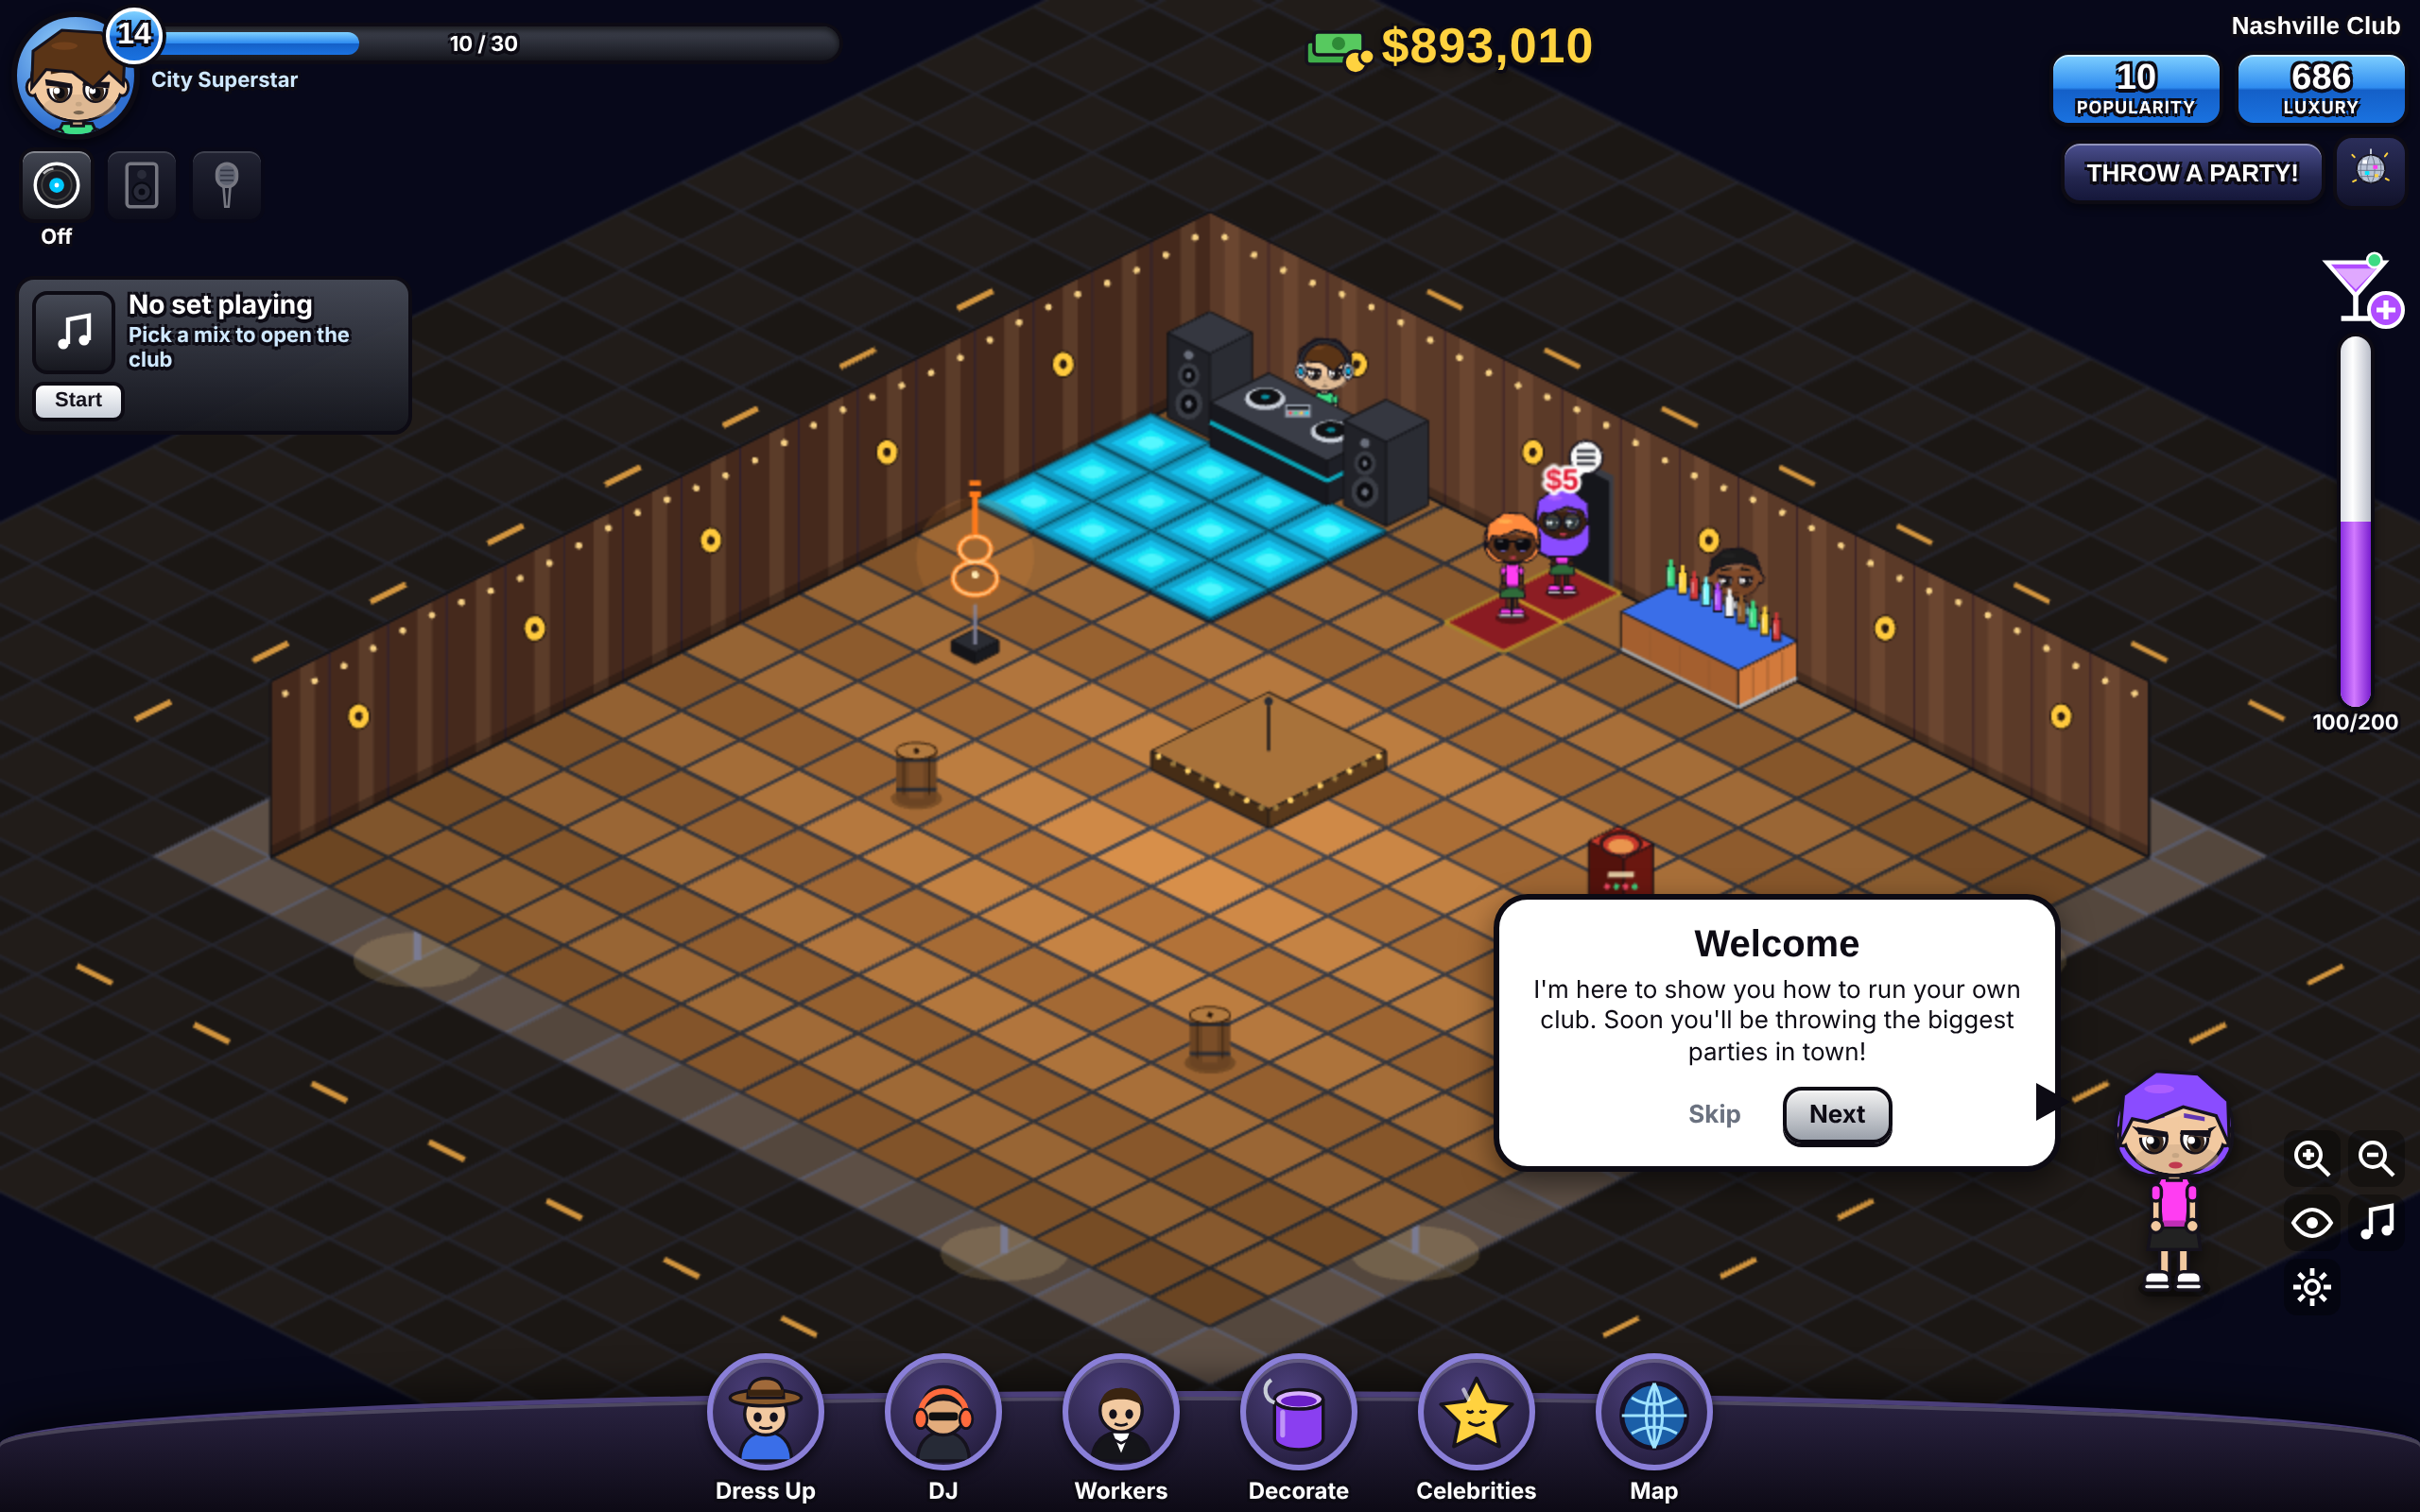 14
10 / 30
City Superstar
$893,010
Nashville Club
10
POPULARITY
686
LUXURY
THROW A PARTY!
Off
No set playing
Pick a mix to open the
club
Start
$5
100/200
Welcome
I'm here to show you how to run your own
club. Soon you'll be throwing the biggest
parties in town!
Skip
Next
Dress Up
DJ
Workers
Decorate
Celebrities
Map